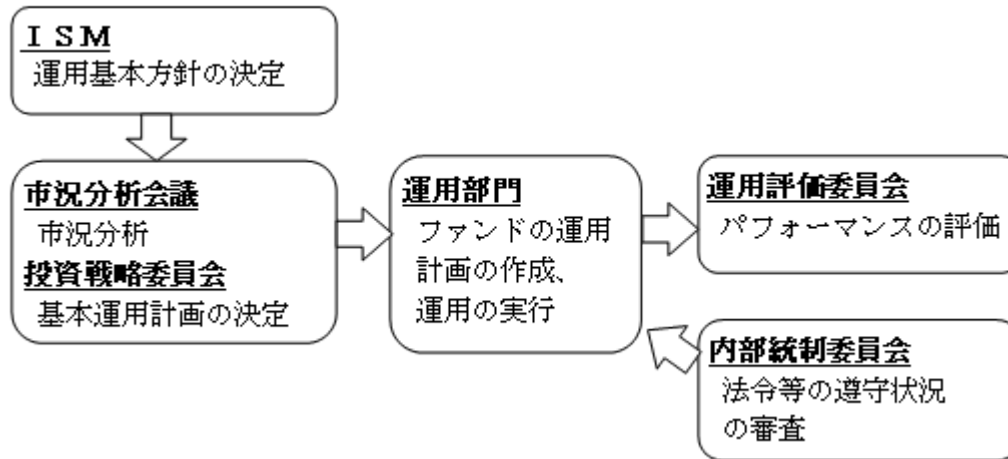 ＩＳＭ
運用基本方針の決定
市況分析会議
市況分析
投資戦略委員会
基本運用計画の決定
運用部門
ファンドの運用
計画の作成、
運用の実行
運用評価委員会
パフォーマンスの評価
内部統制委員会
法令等の遵守状況
の審査